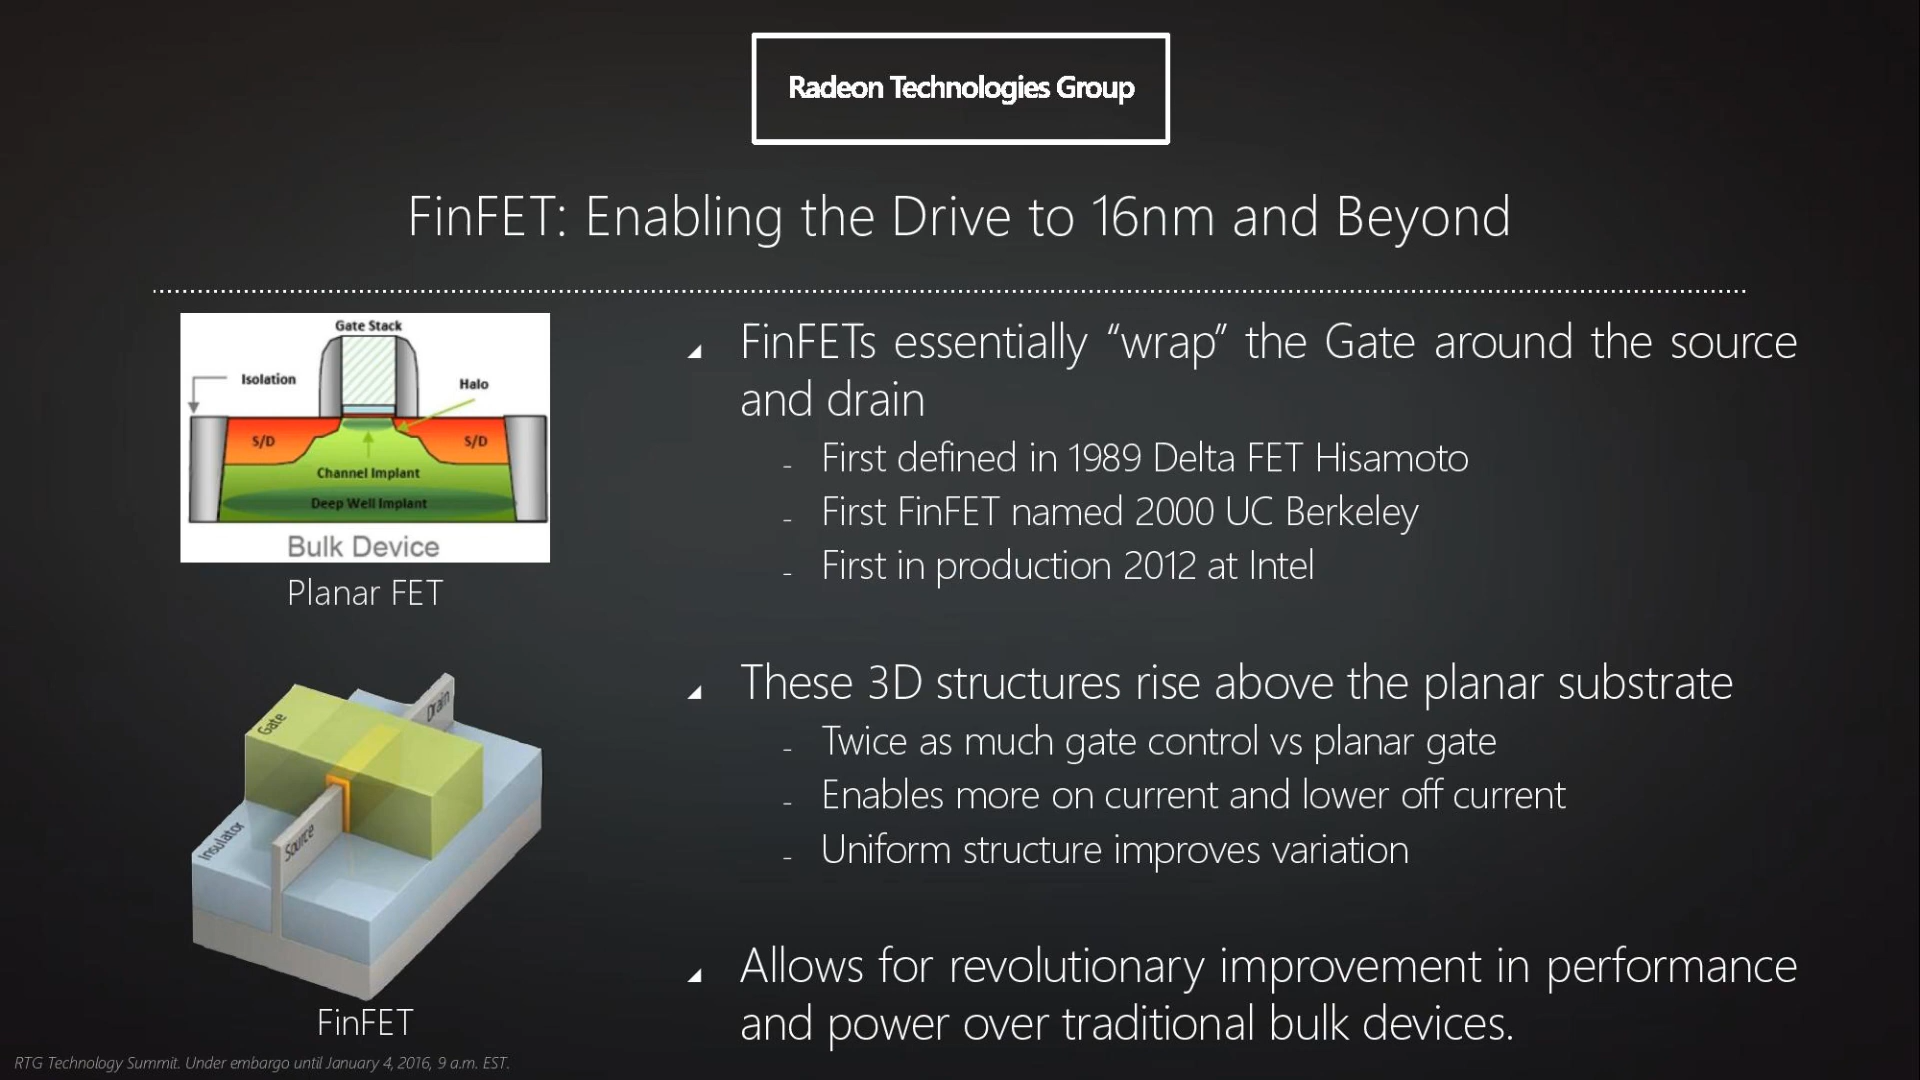 Radeon Technologies Group
FinFET: Enabling the Drive to 16nm and Beyond
Gate Stack
Isolation
Halo
S/D
S/D
Channel Implant
Deep Well Implant
Bulk Device
Planar FET
Gate
Drain
Insulator
Source
FinFET
FinFETs essentially “wrap” the Gate around the source
and drain
- First defined in 1989 Delta FET Hisamoto
- First FinFET named 2000 UC Berkeley
- First in production 2012 at Intel
These 3D structures rise above the planar substrate
- Twice as much gate control vs planar gate
- Enables more on current and lower off current
- Uniform structure improves variation
Allows for revolutionary improvement in performance
and power over traditional bulk devices.
RTG Technology Summit. Under embargo until January 4, 2016, 9 a.m. EST.